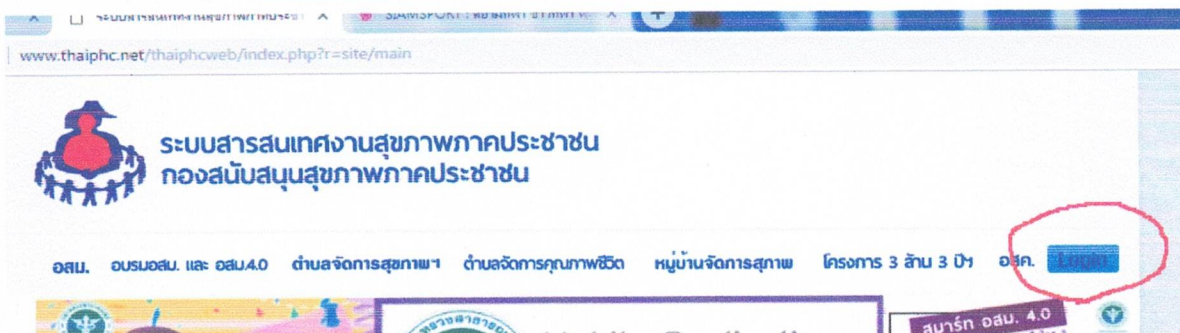 SIAMSPORT :
www.thaiphc.net/thaiphcweb/index.php?r=site/main
ระบบสารสนเทศงานสุขภาพภาคประชาชน
กองสนับสนุนสุขภาพภาคประชาชน
อสม. อบรมอสม. และ อสม.4.0 ตำบลจัดการสุขภาพฯ ตำบลจัดการคุณภาพชีวิต หมู่บ้านจัดการสุภาพ โครงการ 3 ล้าน 3 ปีฯ อสค. Login
สมาร์ท อสม. 4.0